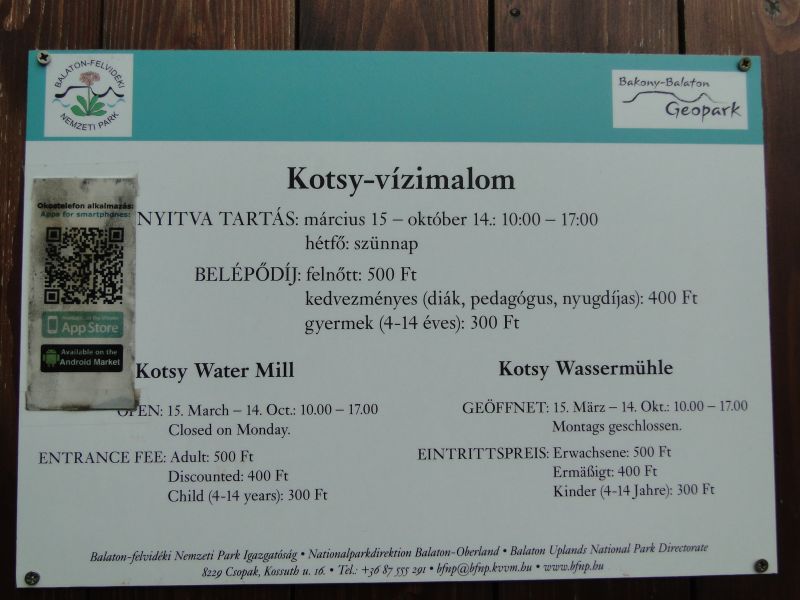 BALATON-FELVIDÉKI
NEMZETI PARK
Bakony-Balaton
Geopark
Kotsy-vízimalom
Okostelefon alkalmazás:
Apps for smartphones:
NYITVA TARTÁS: március 15 – október 14.: 10:00 – 17:00
hétfő: szünnap
BELÉPŐDÍJ: felnőtt: 500 Ft
kedvezményes (diák, pedagógus, nyugdíjas): 400 Ft
gyermek (4-14 éves): 300 Ft
App Store
Available on the
Android Market
Kotsy Water Mill
OPEN: 15. March – 14. Oct.: 10.00 – 17.00
Closed on Monday.
ENTRANCE FEE: Adult: 500 Ft
Discounted: 400 Ft
Child (4-14 years): 300 Ft
Kotsy Wassermühle
GEÖFFNET: 15. März – 14. Okt.: 10.00 – 17.00
Montags geschlossen.
EINTRITTSPREIS: Erwachsene: 500 Ft
Ermäßigt: 400 Ft
Kinder (4-14 Jahre): 300 Ft
Balaton-felvidéki Nemzeti Park Igazgatóság • Nationalparkdirektion Balaton-Oberland • Balaton Uplands National Park Directorate
8229 Csopak, Kossuth u. 16. • Tel.: +36 87 555 291 • bfnp@bfnp.kvvm.hu • www.bfnp.hu